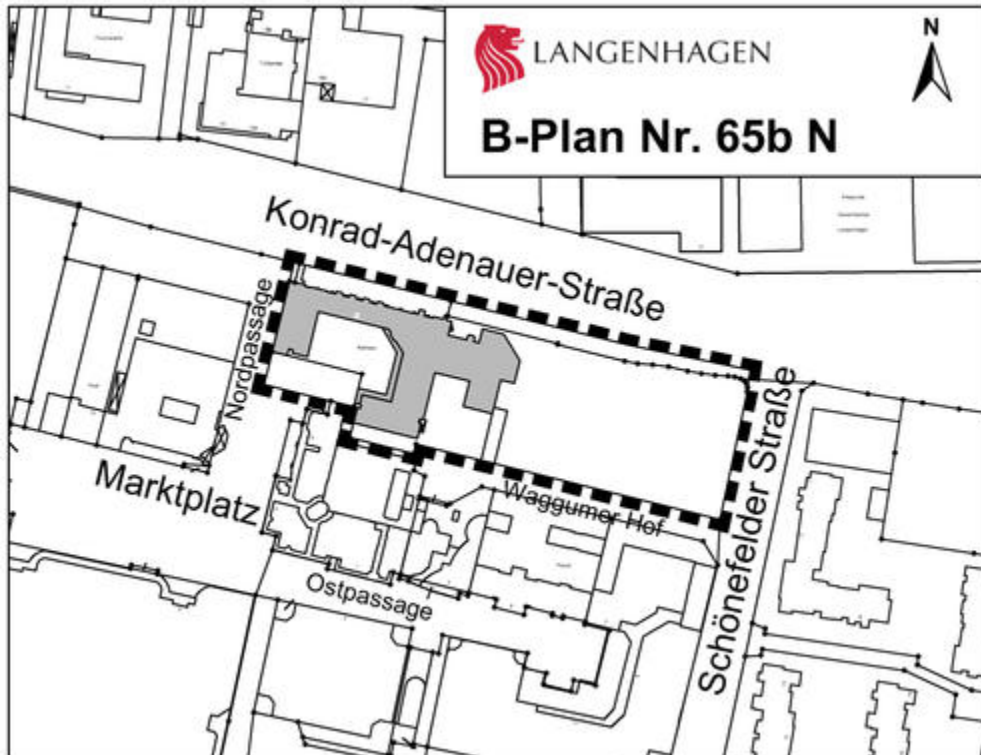 LANGENHAGEN
N
B-Plan Nr. 65b N
Konrad-Adenauer-Straße
Nordpassage
Marktplatz
Waggumer Hof
Ostpassage
Schönefelder Straße